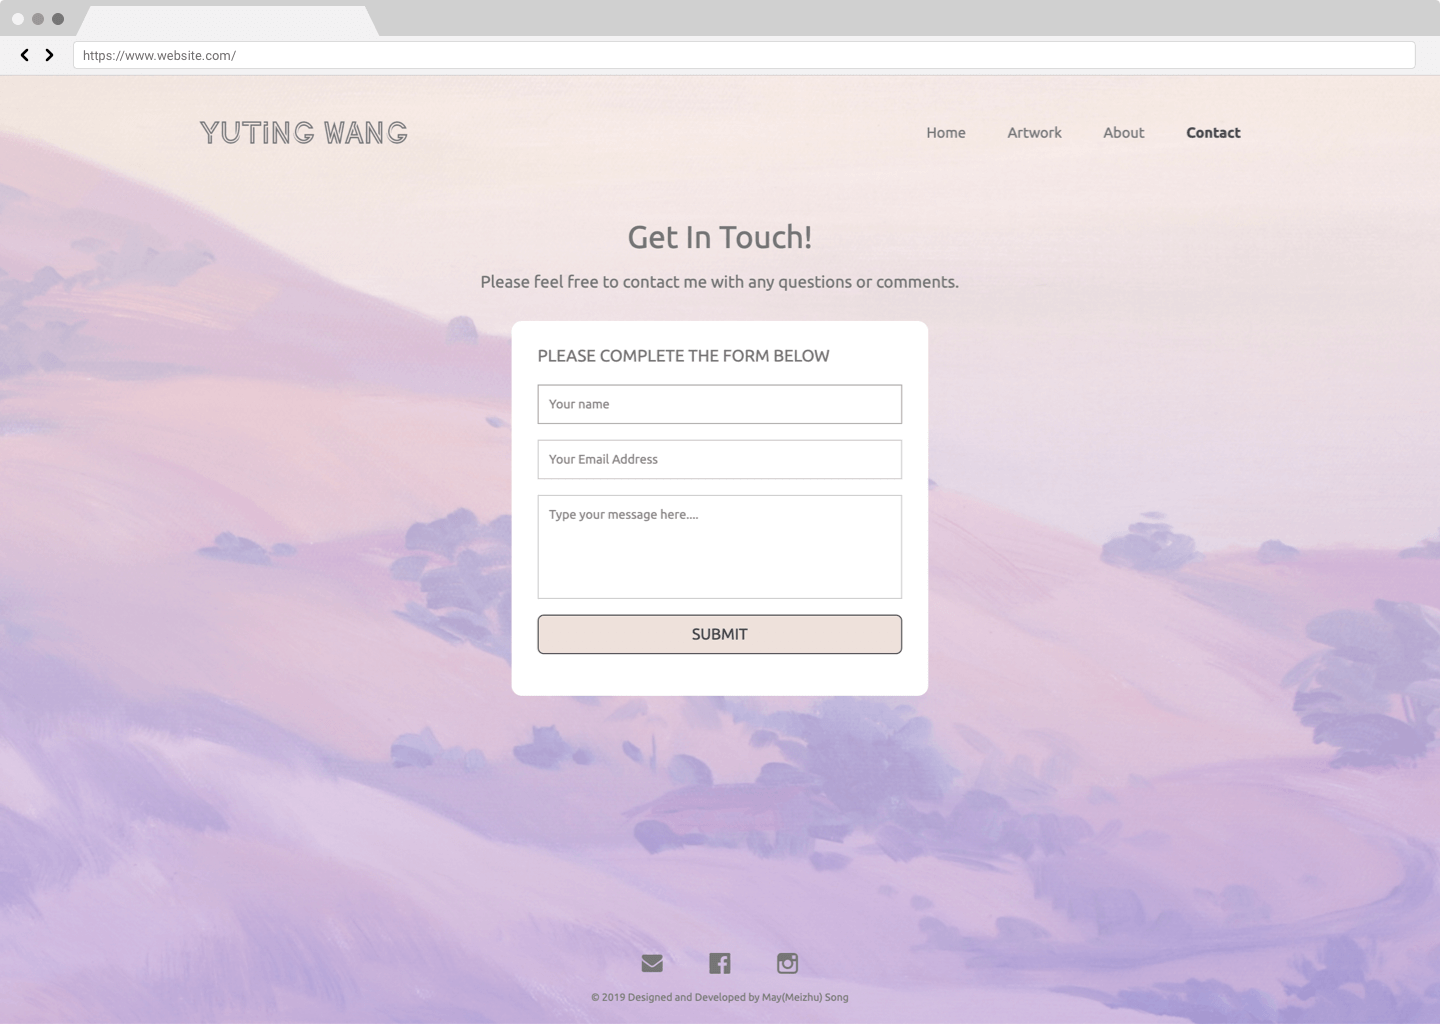 https://www.website.com/
YUTiNG WANG
Home Artwork About Contact
Get In Touch!
Please feel free to contact me with any questions or comments.
PLEASE COMPLETE THE FORM BELOW
Your name
Your Email Address
Type your message here....
SUBMIT
© 2019 Designed and Developed by May(Meizhu) Song